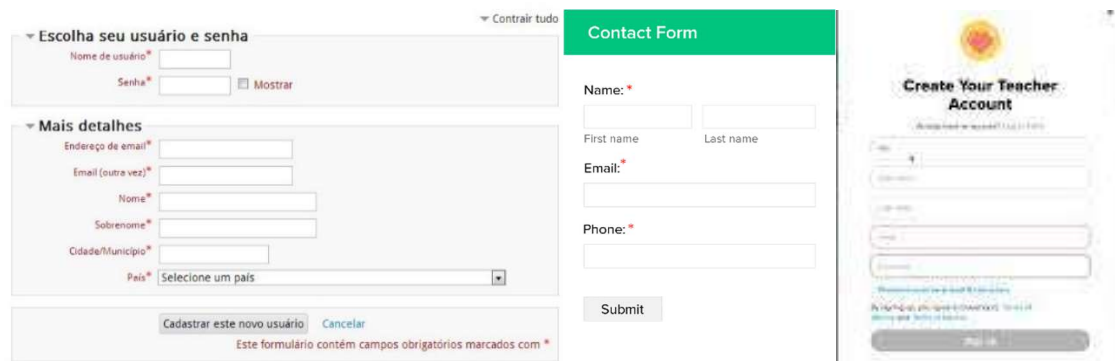 Contrair tudo
Escolha seu usuário e senha
Nome de usuário*
Senha*
Mostrar
Mais detalhes
Endereço de email*
Email (outra vez)*
Nome*
Sobrenome*
Cidade/Município*
País* Selecione um país
Cadastrar este novo usuário Cancelar
Este formulário contém campos obrigatórios marcados com *
Contact Form
Name: *
First name Last name
Email:*
Phone: *
Submit
Create Your Teacher
Account